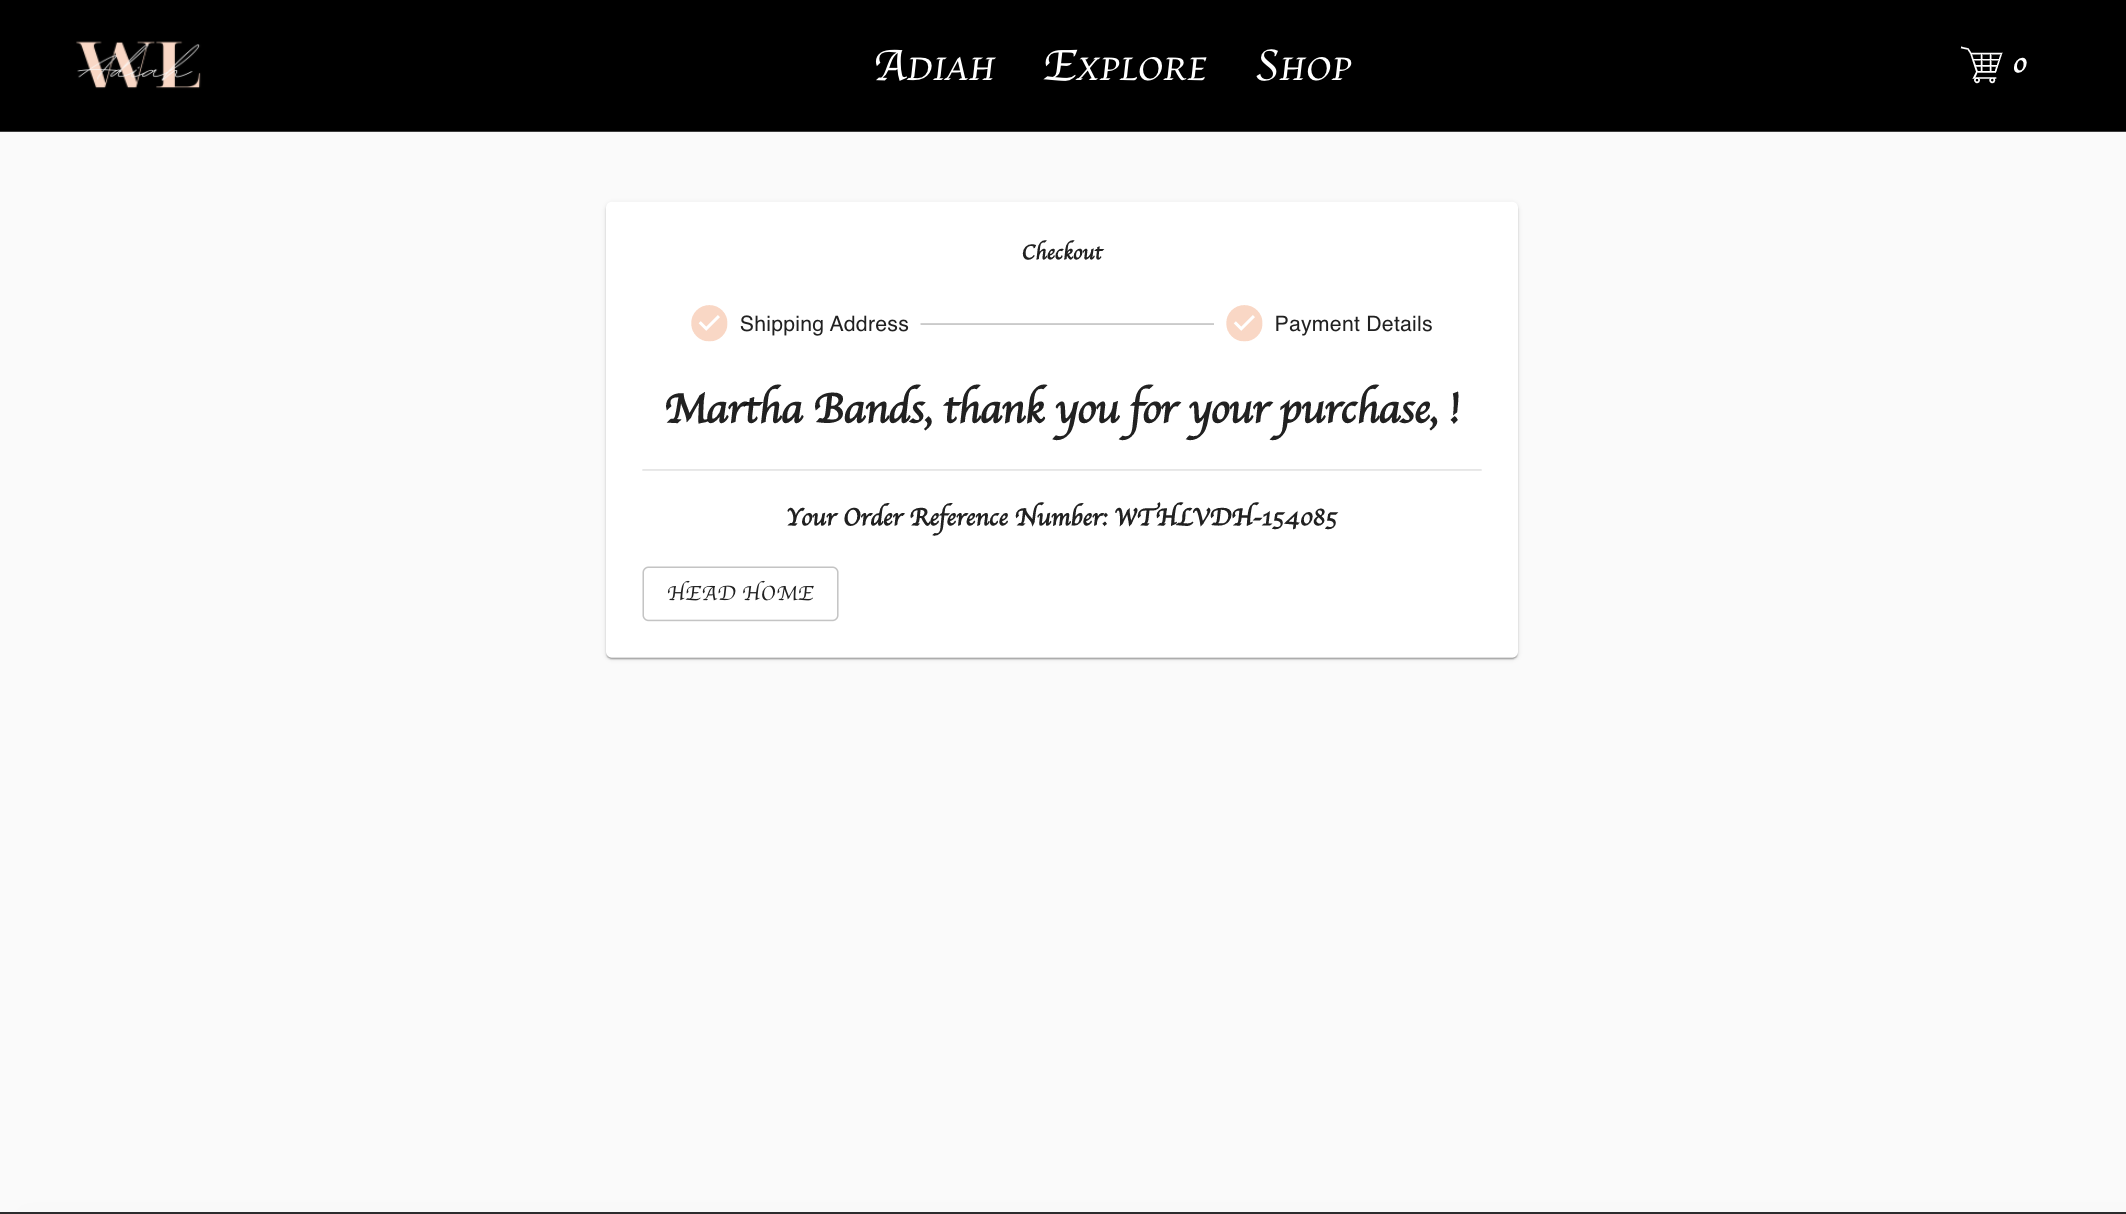 WL
Adiah
Adiah Explore Shop
0
Checkout
Shipping Address
Payment Details
Martha Bands, thank you for your purchase, !
Your Order Reference Number: WTHLVDH-154085
HEAD HOME